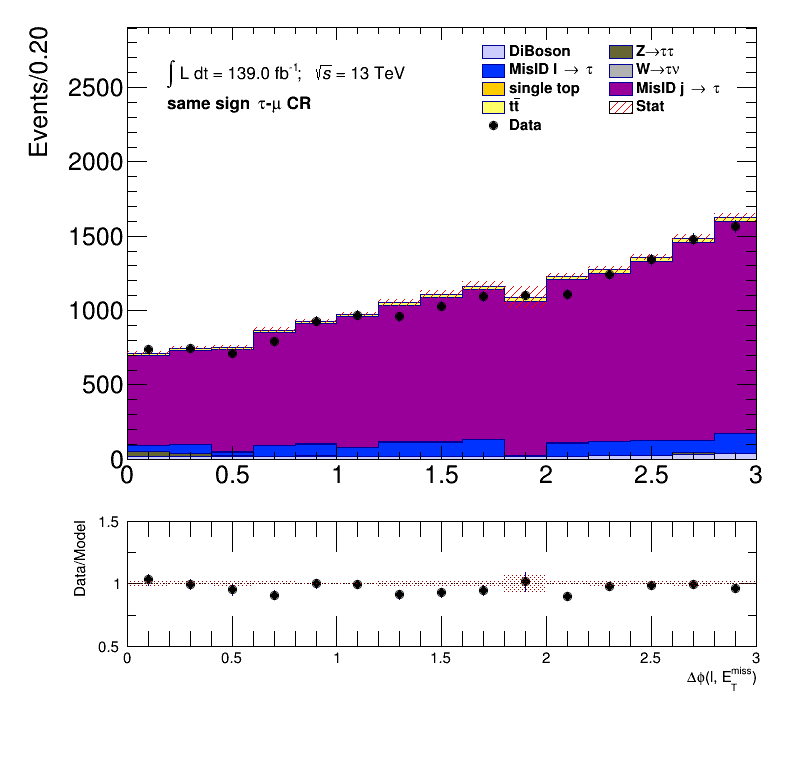 Events/0.20
∫ L dt = 139.0 fb⁻¹; √s = 13 TeV
same sign τ-μ CR
DiBoson
Z→ττ
MisID l → τ
W→τν
single top
MisID j → τ
tt̄
Stat
Data
2500
2000
1500
1000
500
0
0 0.5 1 1.5 2 2.5 3
Data/Model
1.5
1
0.5
0 0.5 1 1.5 2 2.5 3
Δϕ(l, E_T^miss)